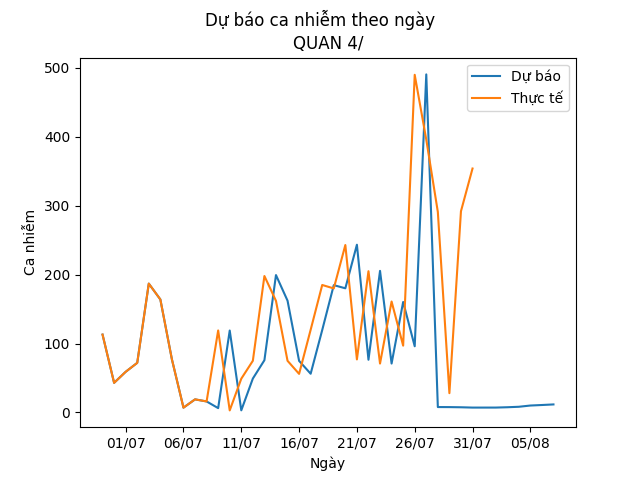 Dự báo ca nhiễm theo ngày
QUAN 4/
500
400
300
200
100
0
Ca nhiễm
Dự báo
Thực tế
01/07 06/07 11/07 16/07 21/07 26/07 31/07 05/08
Ngày